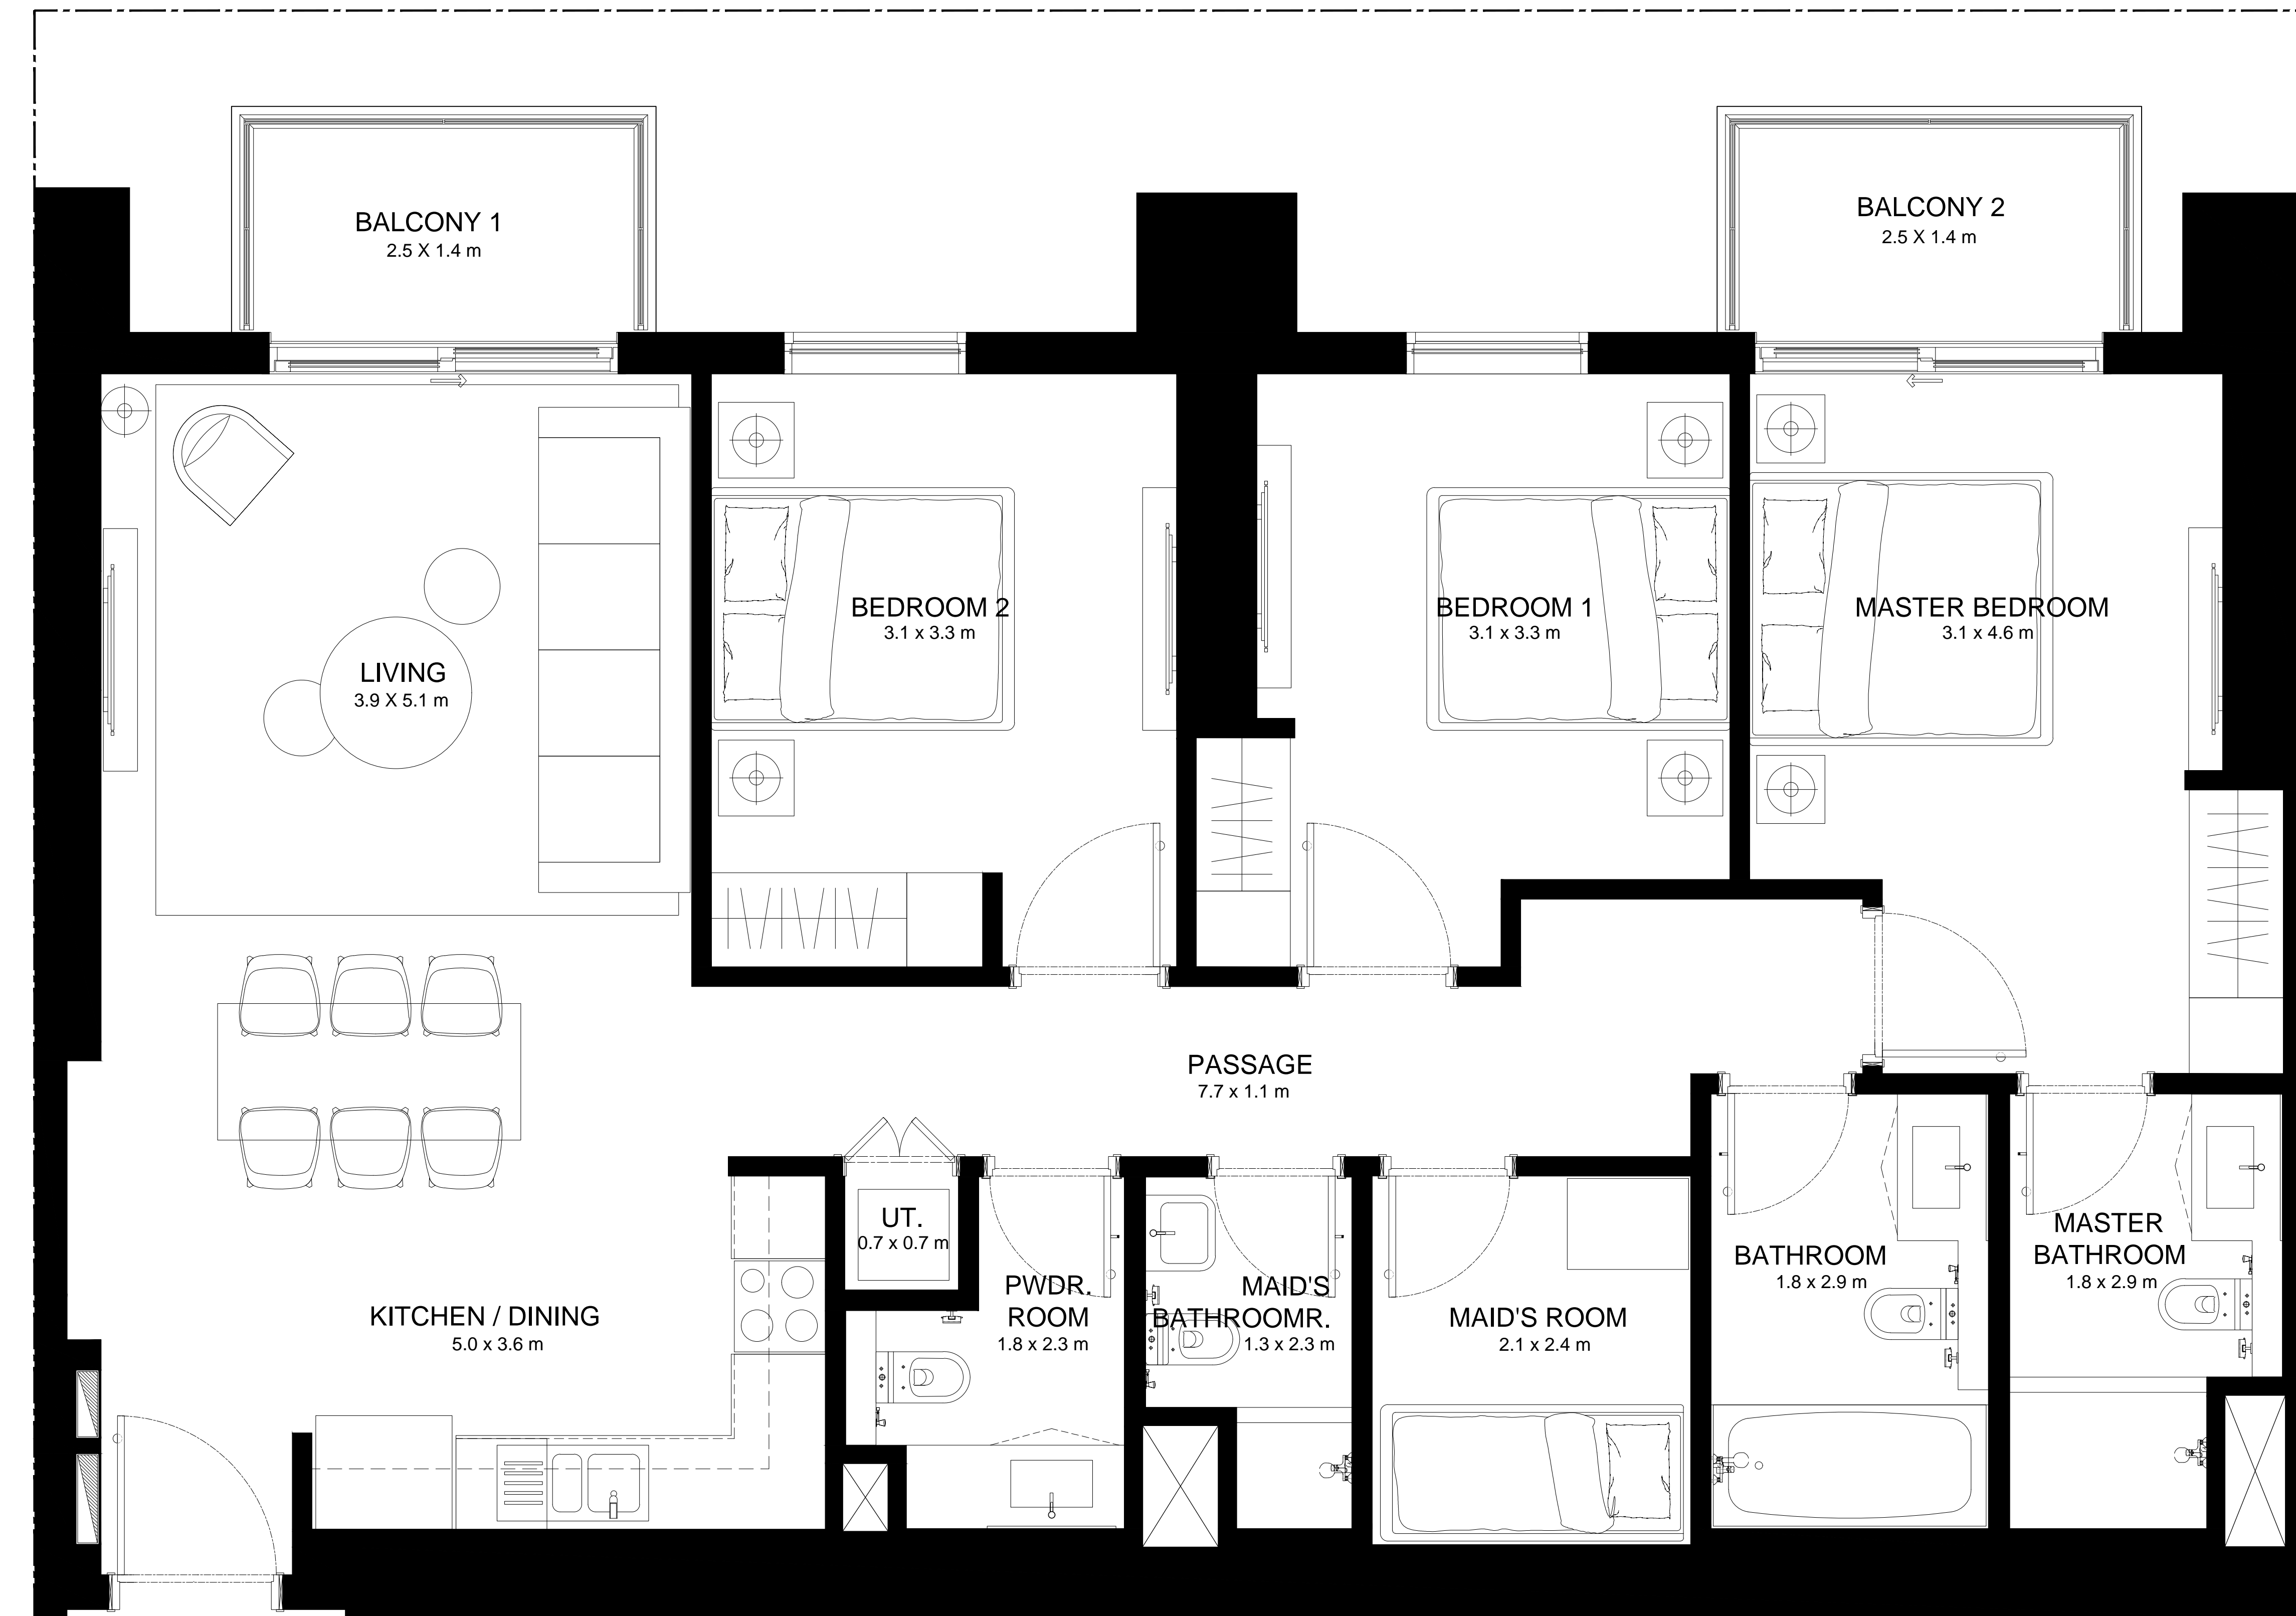 BALCONY 1
2.5 X 1.4 m
BALCONY 2
2.5 X 1.4 m
BEDROOM 2
3.1 x 3.3 m
BEDROOM 1
3.1 x 3.3 m
MASTER BEDROOM
3.1 x 4.6 m
LIVING
3.9 X 5.1 m
PASSAGE
7.7 x 1.1 m
UT.
0.7 x 0.7 m
KITCHEN / DINING
5.0 x 3.6 m
PWDR.
ROOM
1.8 x 2.3 m
MAID'S
BATHROOMR.
1.3 x 2.3 m
MAID'S ROOM
2.1 x 2.4 m
BATHROOM
1.8 x 2.9 m
MASTER
BATHROOM
1.8 x 2.9 m